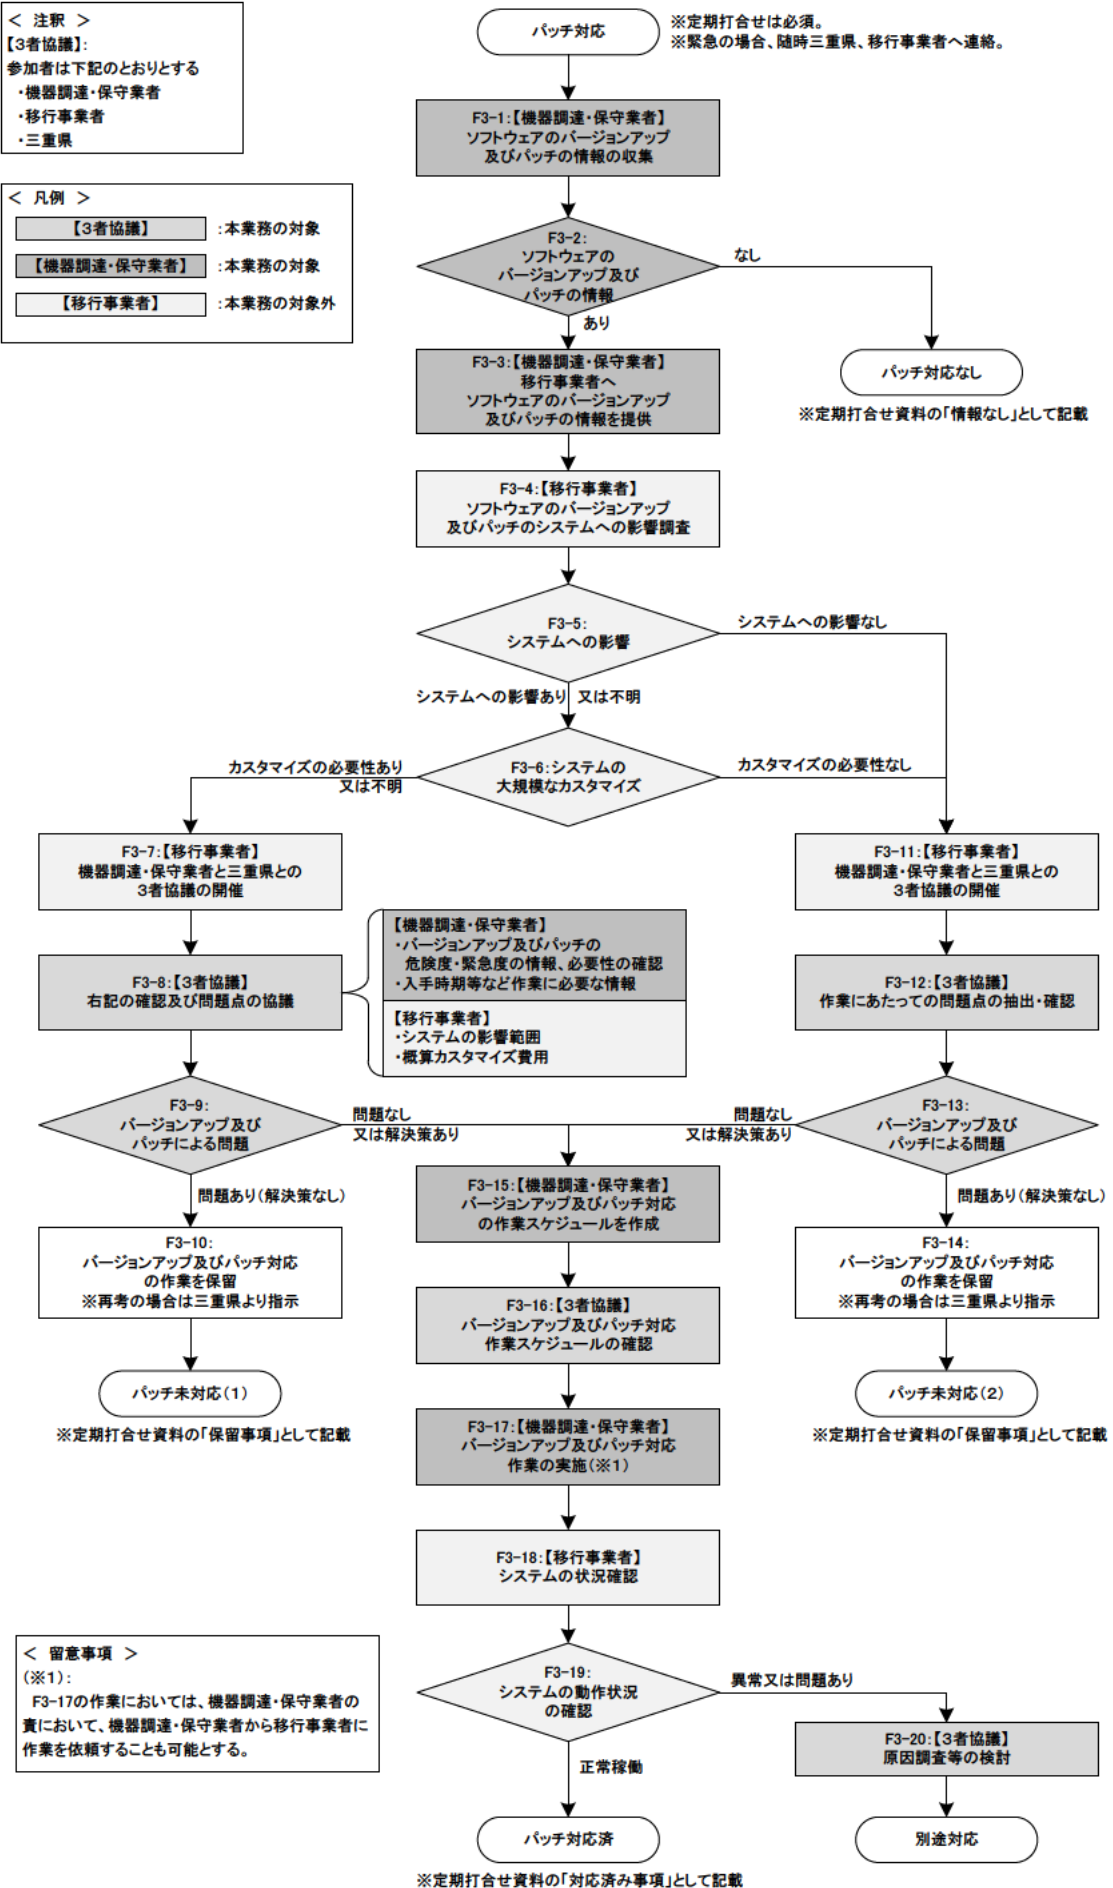 ＜　注釈　＞
【３者協議】：
参加者は下記のとおりとする
・機器調達・保守業者
・移行事業者
・三重県
パッチ対応
※定期打合せは必須。
※緊急の場合、随時三重県、移行事業者へ連絡。
＜　凡例　＞
【３者協議】
：本業務の対象
【機器調達・保守業者】
：本業務の対象
【移行事業者】
：本業務の対象外
F3-1：【機器調達・保守業者】
ソフトウェアのバージョンアップ
及びパッチの情報の収集
F3-2：
ソフトウェアの
バージョンアップ及び
パッチの情報
なし
あり
パッチ対応なし
※定期打合せ資料の「情報なし」として記載
F3-3：【機器調達・保守業者】
移行事業者へ
ソフトウェアのバージョンアップ
及びパッチの情報を提供
F3-4：【移行事業者】
ソフトウェアのバージョンアップ
及びパッチのシステムへの影響調査
F3-5：
システムへの影響
システムへの影響なし
システムへの影響あり　又は不明
F3-6：システムの
大規模なカスタマイズ
カスタマイズの必要性あり
又は不明
カスタマイズの必要性なし
F3-7：【移行事業者】
機器調達・保守業者と三重県との
３者協議の開催
F3-11：【移行事業者】
機器調達・保守業者と三重県との
３者協議の開催
F3-8：【３者協議】
右記の確認及び問題点の協議
【機器調達・保守業者】
・バージョンアップ及びパッチの
危険度・緊急度の情報、必要性の確認
・入手時期等など作業に必要な情報
【移行事業者】
・システムの影響範囲
・概算カスタマイズ費用
F3-12：【３者協議】
作業にあたっての問題点の抽出・確認
F3-9：
バージョンアップ及び
パッチによる問題
問題なし
又は解決策あり
問題なし
又は解決策あり
F3-13：
バージョンアップ及び
パッチによる問題
問題あり（解決策なし）
問題あり（解決策なし）
F3-10：
バージョンアップ及びパッチ対応
の作業を保留
※再考の場合は三重県より指示
F3-15：【機器調達・保守業者】
バージョンアップ及びパッチ対応
の作業スケジュールを作成
F3-14：
バージョンアップ及びパッチ対応
の作業を保留
※再考の場合は三重県より指示
F3-16：【３者協議】
バージョンアップ及びパッチ対応
作業スケジュールの確認
パッチ未対応（１）
※定期打合せ資料の「保留事項」として記載
パッチ未対応（２）
※定期打合せ資料の「保留事項」として記載
F3-17：【機器調達・保守業者】
バージョンアップ及びパッチ対応
作業の実施（※１）
F3-18：【移行事業者】
システムの状況確認
＜　留意事項　＞
（※１）：
F3-17の作業においては、機器調達・保守業者の
責において、機器調達・保守業者から移行事業者に
作業を依頼することも可能とする。
F3-19：
システムの動作状況
の確認
異常又は問題あり
正常稼働
F3-20：【３者協議】
原因調査等の検討
パッチ対応済
※定期打合せ資料の「対応済み事項」として記載
別途対応